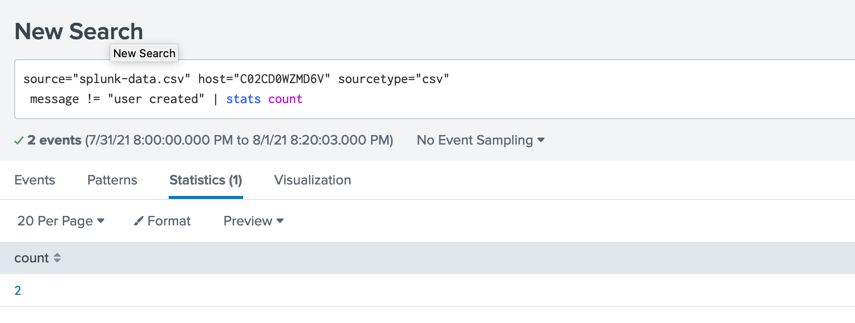 New Search
New Search
source="splunk-data.csv" host="C02CD0WZMD6V" sourcetype="csv"
message != "user created" | stats count
2 events (7/31/21 8:00:00.000 PM to 8/1/21 8:20:03.000 PM) No Event Sampling
Events Patterns Statistics (1) Visualization
20 Per Page Format Preview
count
2